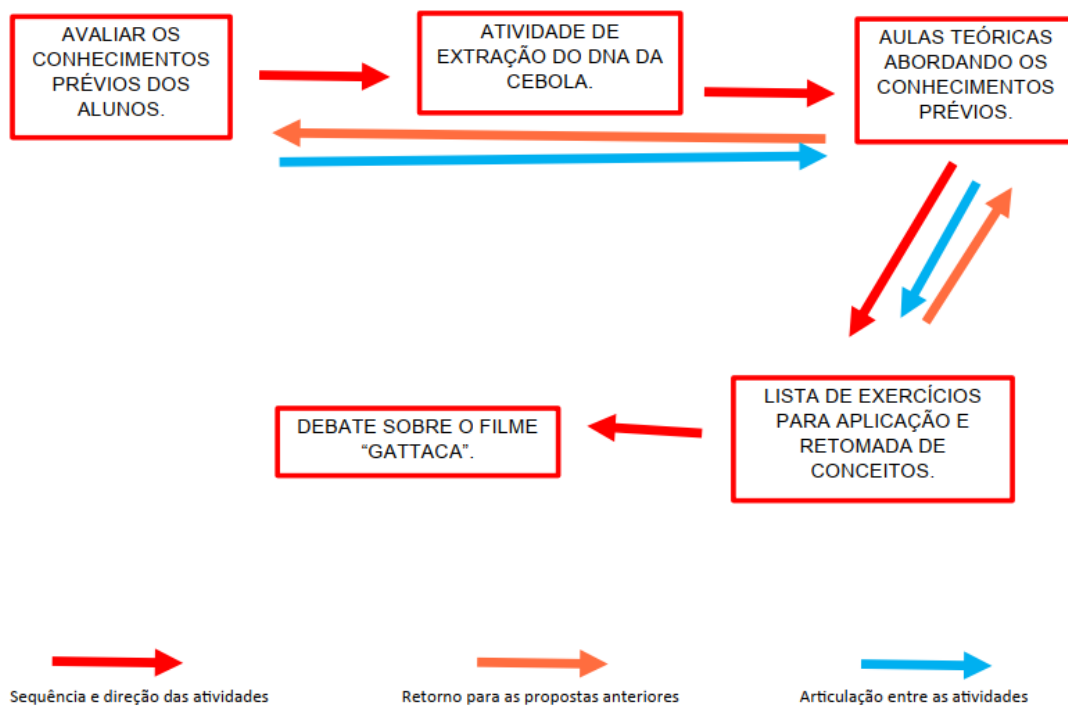 AVALIAR OS
CONHECIMENTOS
PRÉVIOS DOS
ALUNOS.
ATIVIDADE DE
EXTRAÇÃO DO DNA DA
CEBOLA.
AULAS TEÓRICAS
ABORDANDO OS
CONHECIMENTOS
PRÉVIOS.
LISTA DE EXERCÍCIOS
PARA APLICAÇÃO E
RETOMADA DE
CONCEITOS.
DEBATE SOBRE O FILME
“GATTACA”.
Sequência e direção das atividades
Retorno para as propostas anteriores
Articulação entre as atividades